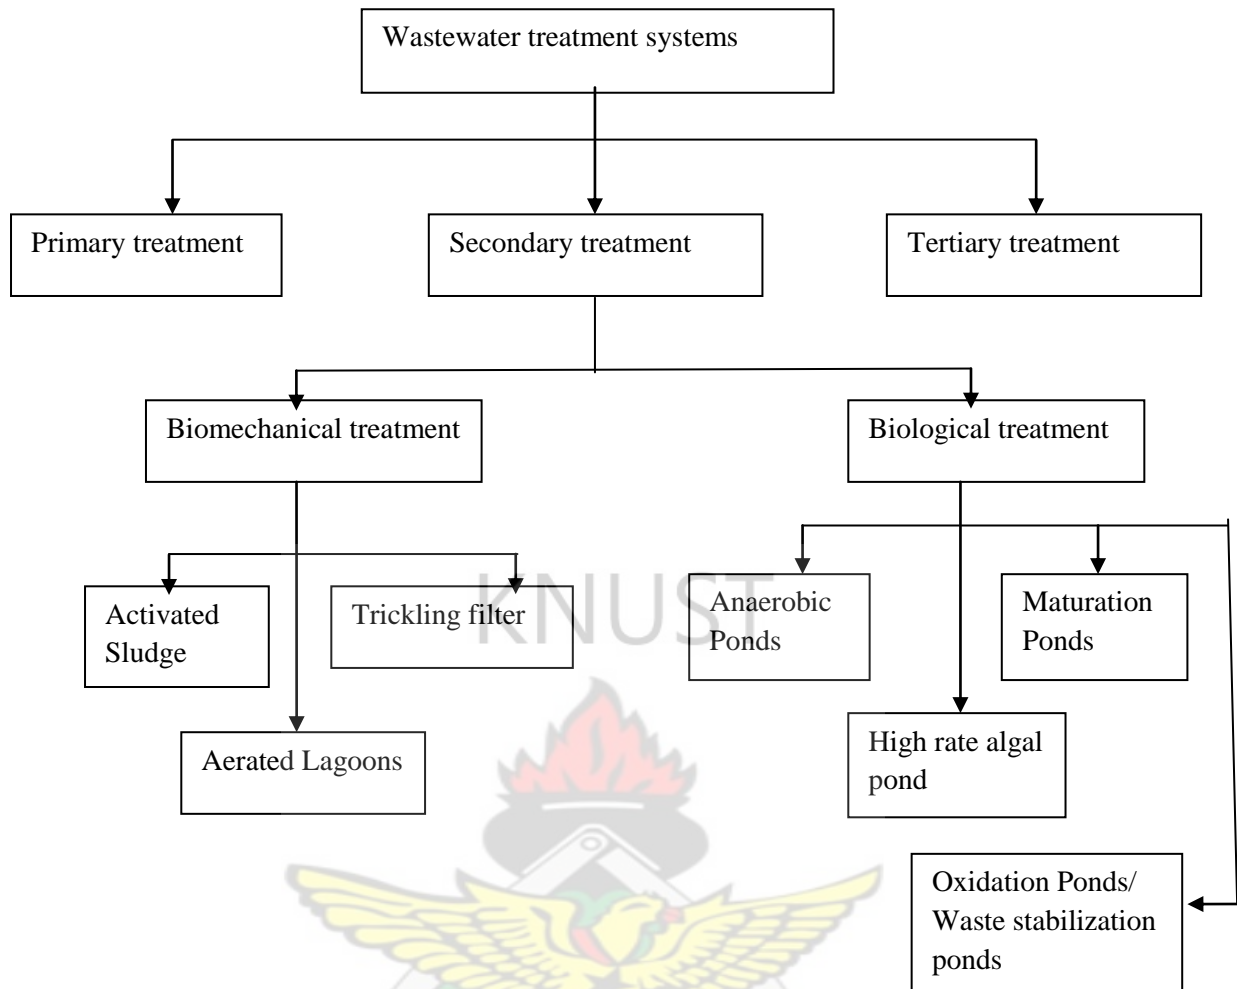 Wastewater treatment systems
Primary treatment
Secondary treatment
Tertiary treatment
Biomechanical treatment
Biological treatment
Activated
Sludge
Trickling filter
KNUST
Anaerobic
Ponds
Maturation
Ponds
Aerated Lagoons
High rate algal
pond
Oxidation Ponds/
Waste stabilization
ponds